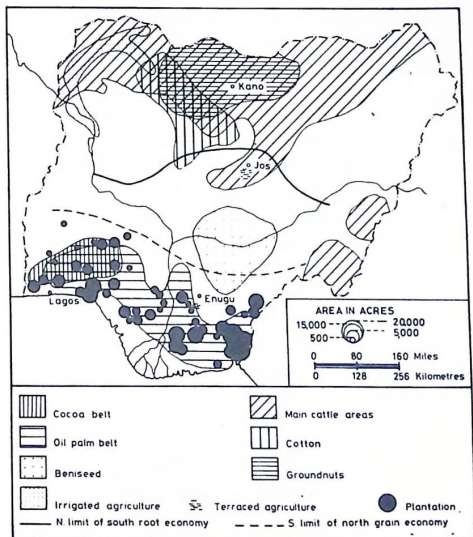 Kano
Jos
Lagos
Enugu
AREA IN ACRES
15,000 20,000
500 5,000
0 80 160 Miles
0 128 256 Kilometres
Cocoa belt Main cattle areas
Oil palm belt Cotton
Beniseed Groundnuts
Irrigated agriculture Terraced agriculture Plantation
N. limit of south root economy S. limit of north grain economy